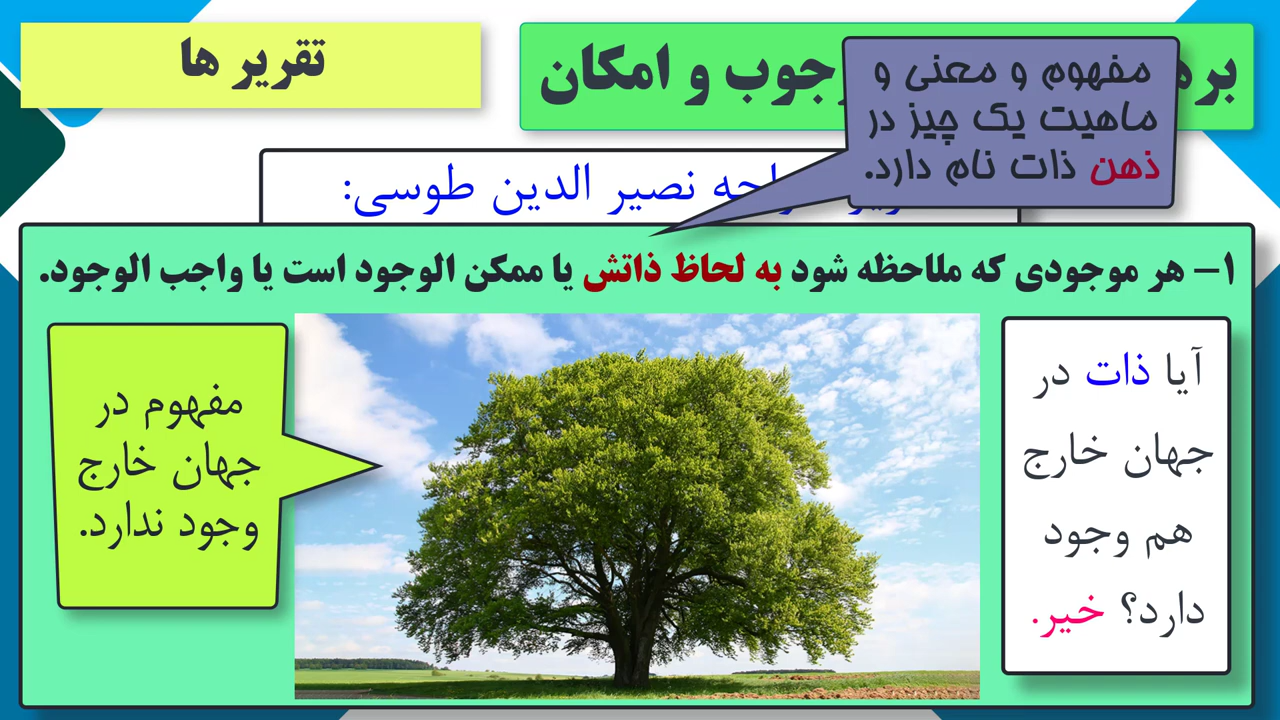 بره جوب و امکان
تقریر ها
مفهوم و معنی و
ماهیت یک چیز در
ذهن ذات نام دارد.
نصیر الدین طوسی:
۱- هر موجودی که ملاحظه شود به لحاظ ذاتش یا ممکن الوجود است یا واجب الوجود.
آیا ذات در
جهان خارج
هم وجود
دارد؟ خیر.
مفهوم در
جهان خارج
وجود ندارد.